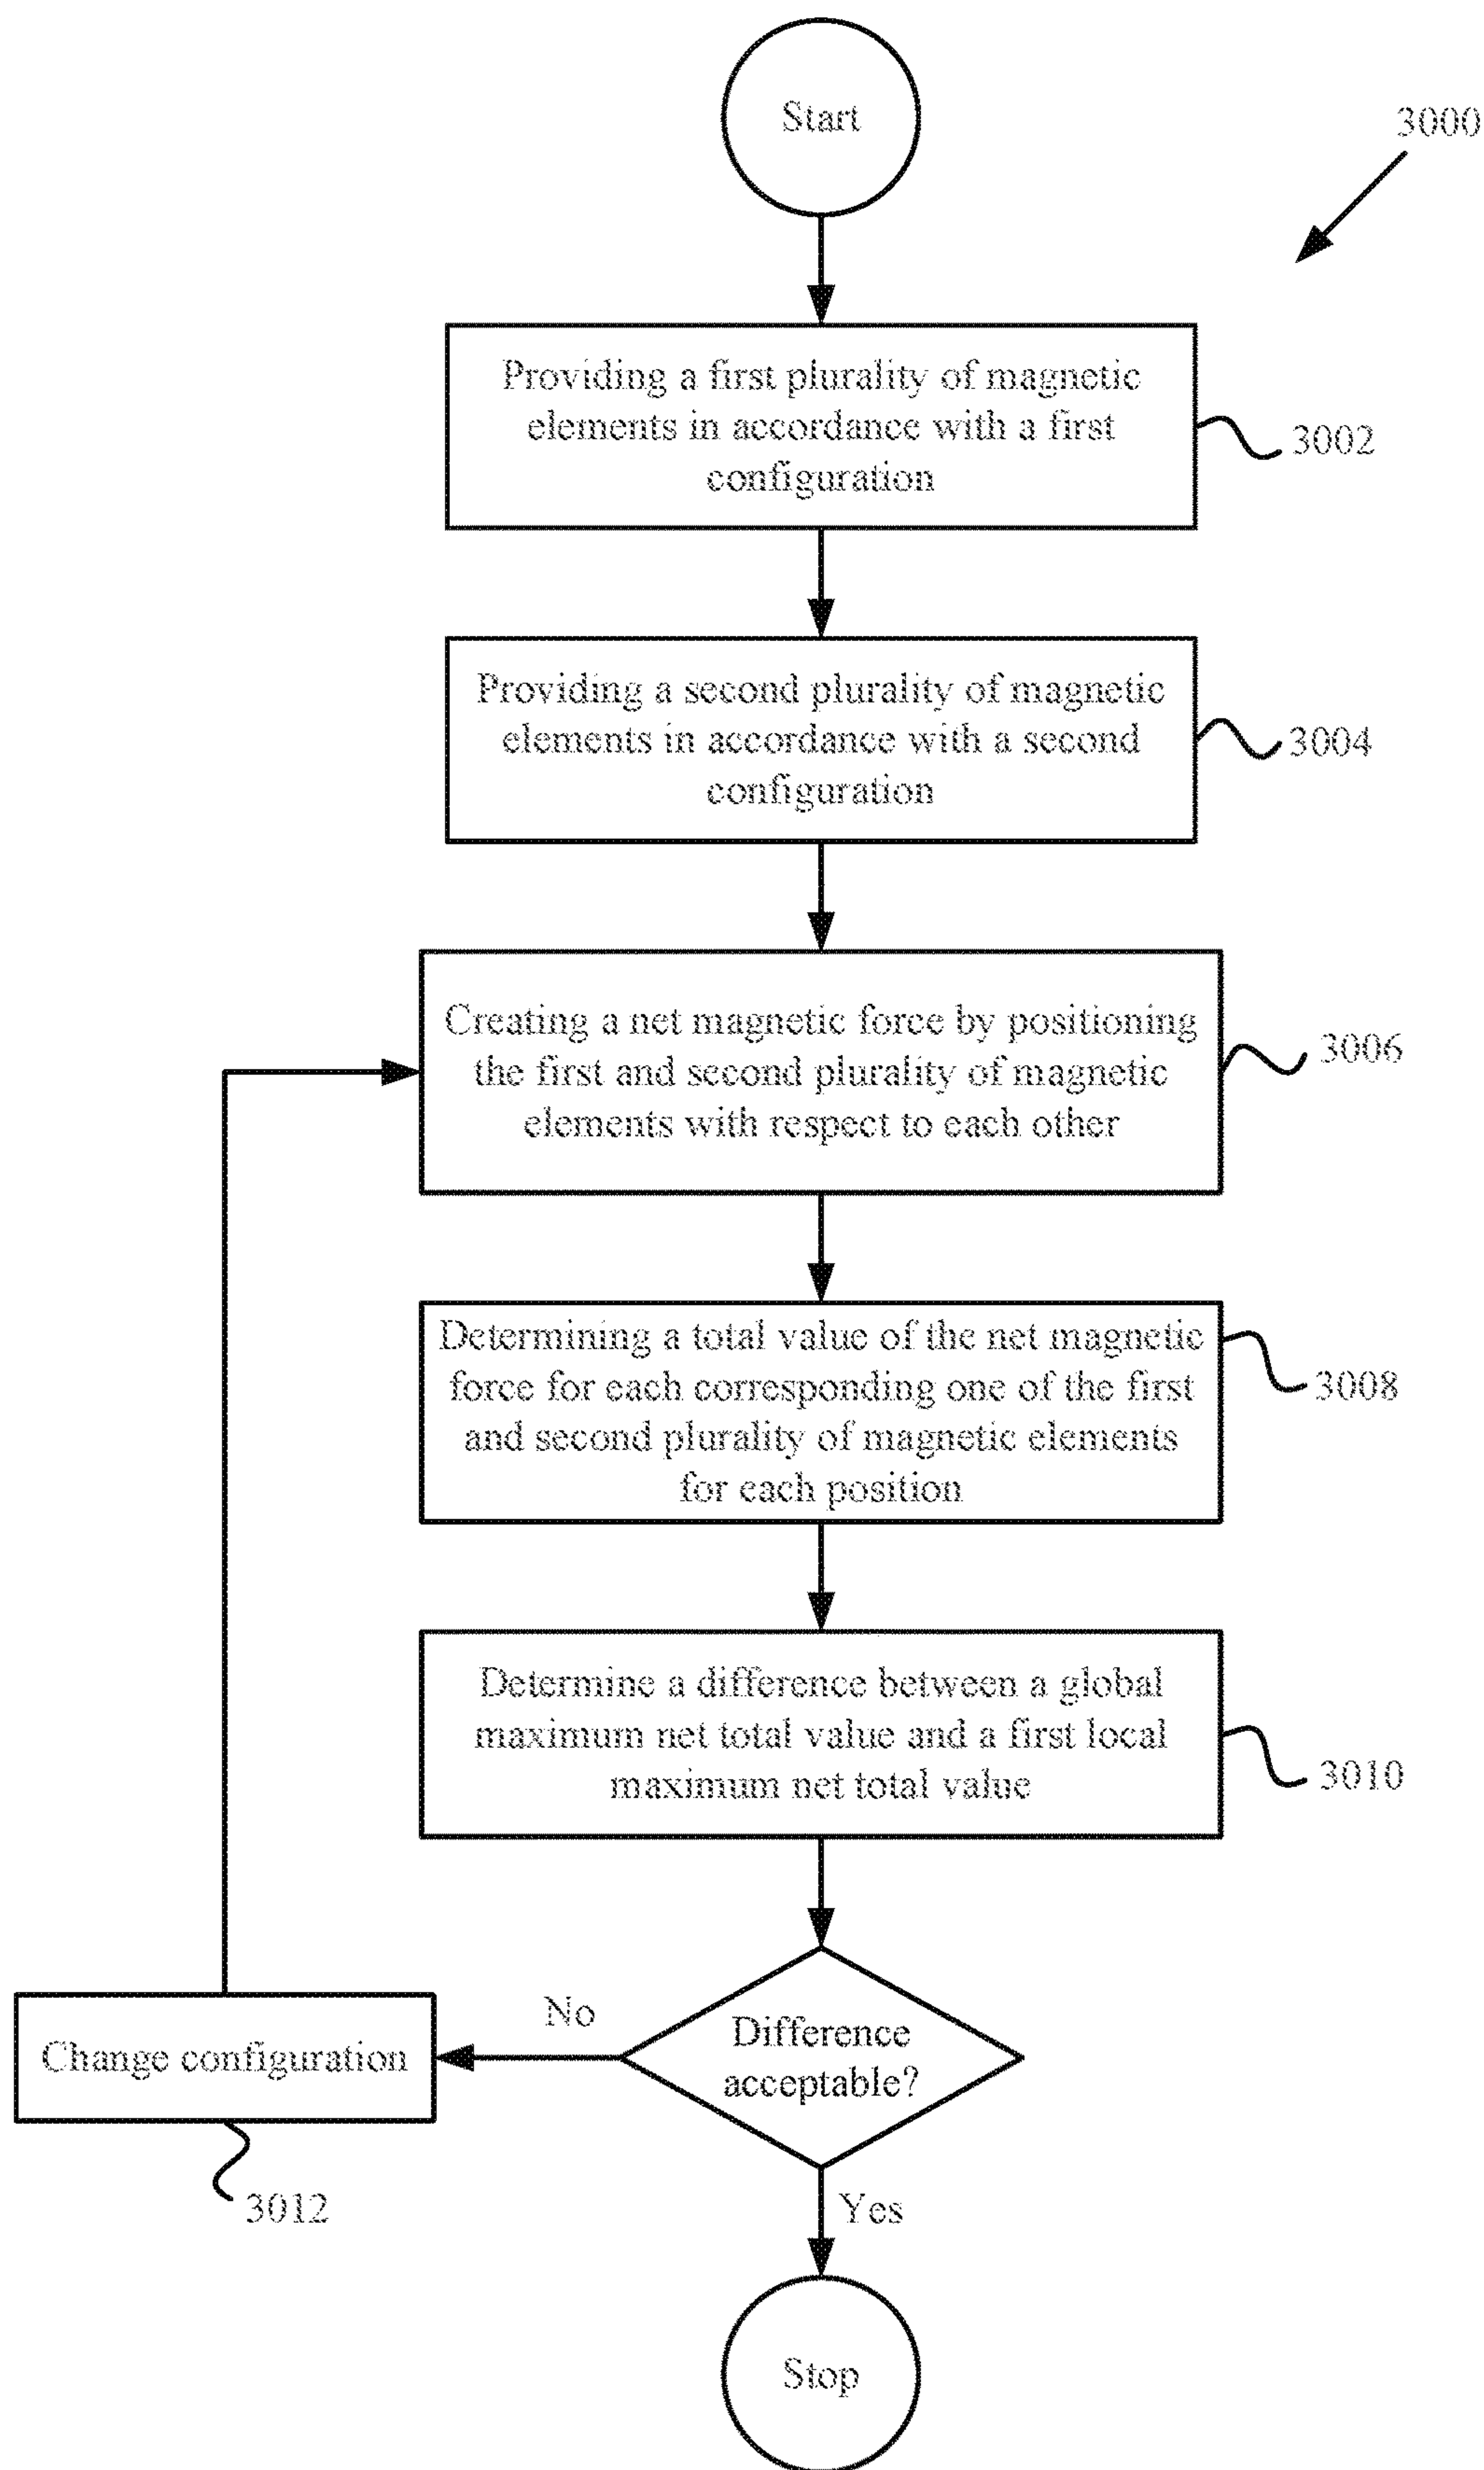 Start
3000
Providing a first plurality of magnetic
elements in accordance with a first
configuration
3002
Providing a second plurality of magnetic
elements in accordance with a second
configuration
3004
Creating a net magnetic force by positioning
the first and second plurality of magnetic
elements with respect to each other
3006
Determining a total value of the net magnetic
force for each corresponding one of the first
and second plurality of magnetic elements
for each position
3008
Determine a difference between a global
maximum net total value and a first local
maximum net total value
3010
Difference
acceptable?
No
Change configuration
3012
Yes
Stop